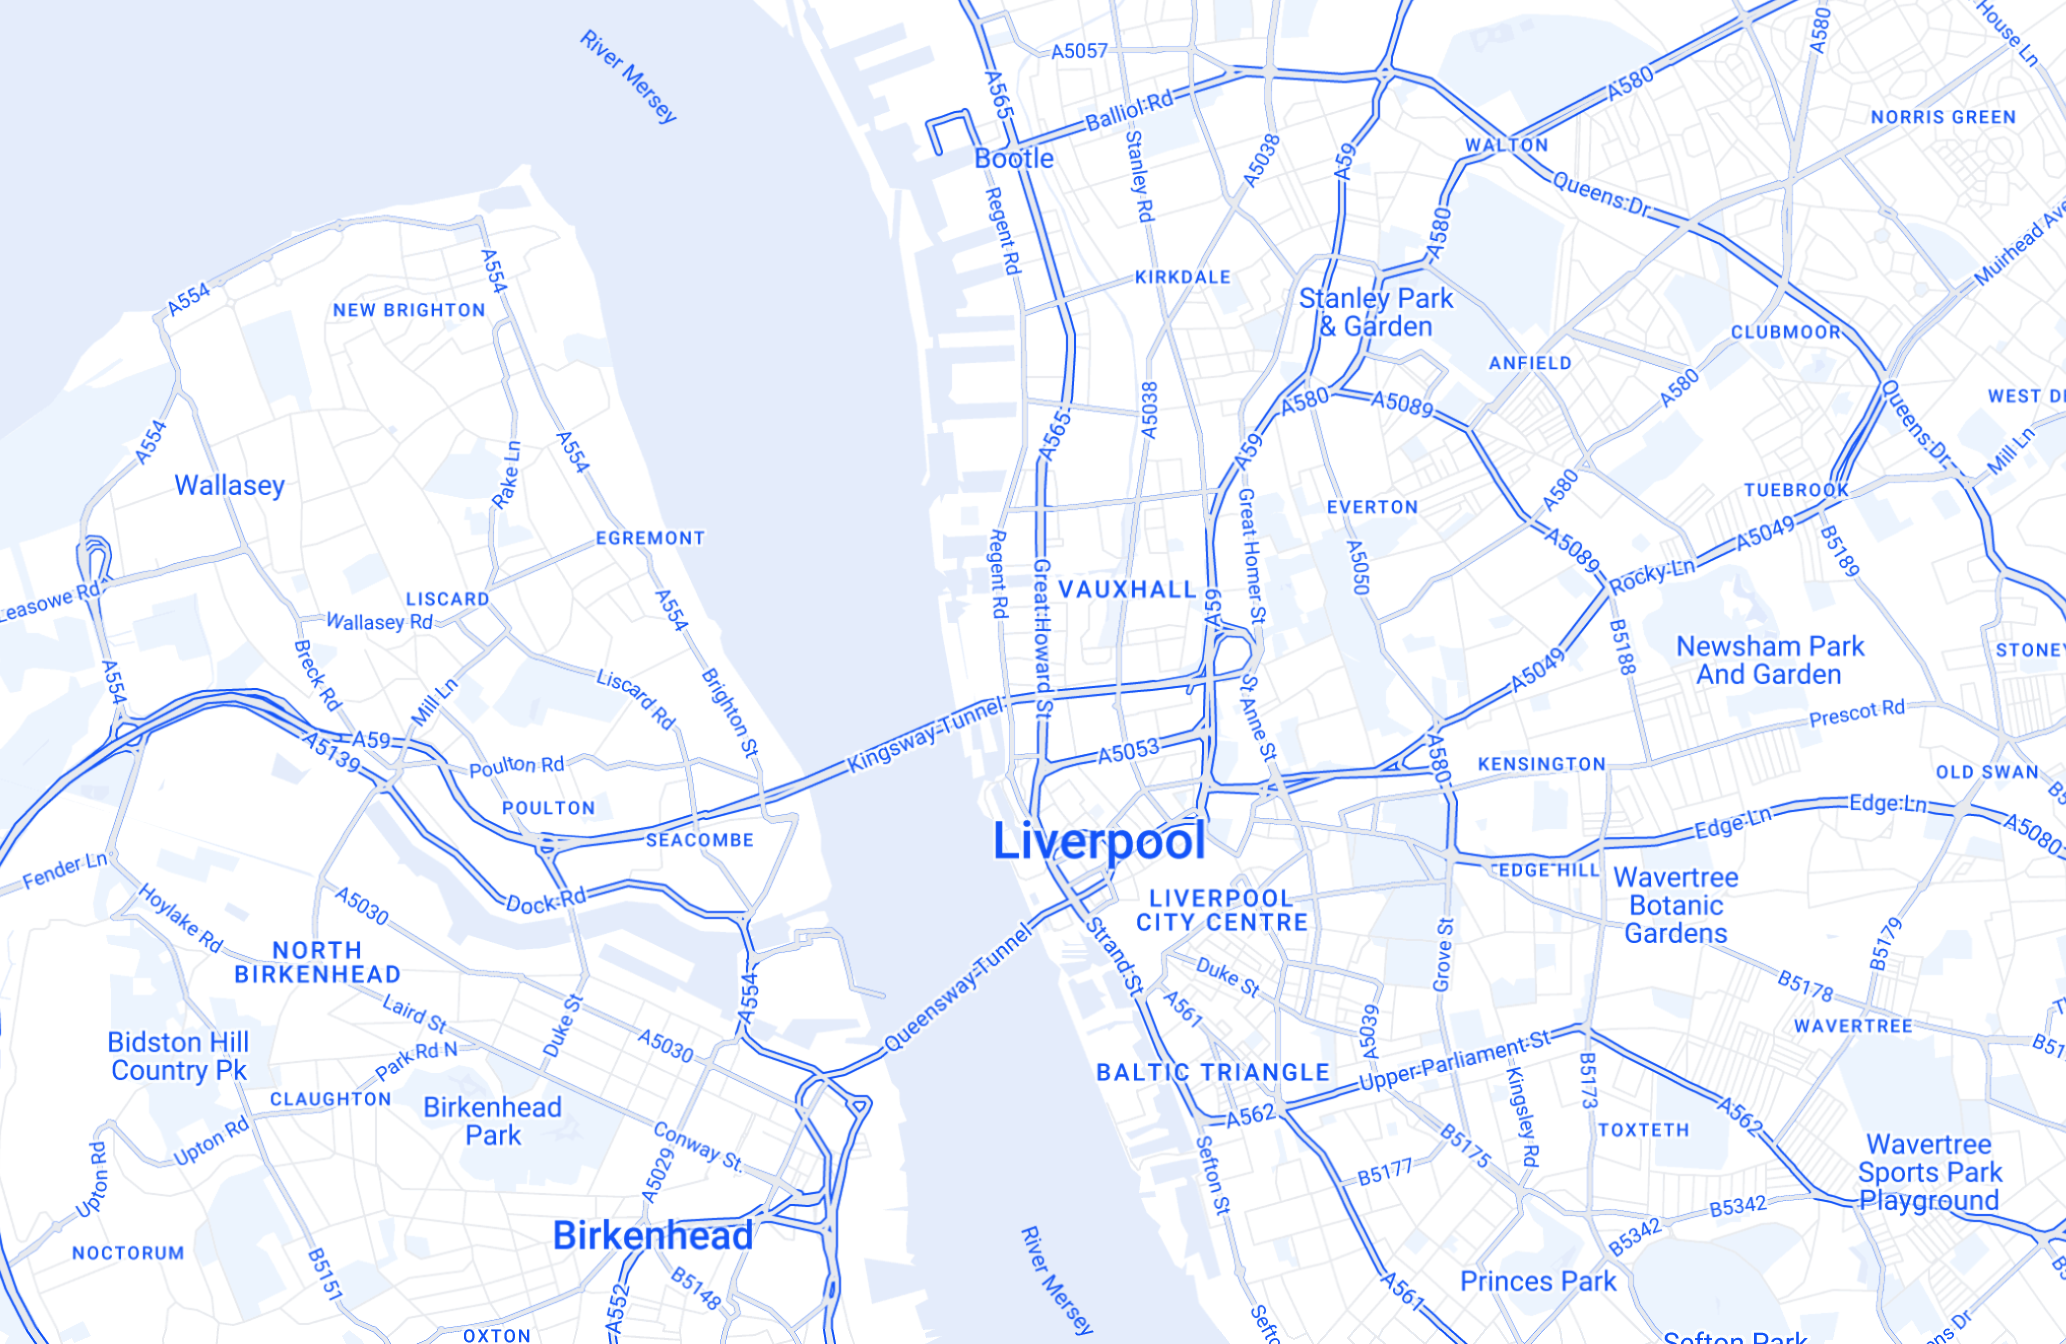 River Mersey
A5057
A580
House Ln
A565
Balliol Rd
A580
NORRIS GREEN
Bootle
Stanley Rd
A5038
A59
WALTON
Queens Dr
Regent Rd
A580
Muirhead Ave
A554
A554
NEW BRIGHTON
KIRKDALE
Stanley Park
& Garden
CLUBMOOR
ANFIELD
A580
A554
A554
Wallasey
Rake Ln
A565
A5038
A59
A580
A5089
Queens Dr
WEST DE
Mill Ln
TUEBROOK
A580
EVERTON
Great Homer St
EGREMONT
Regent Rd
A5050
A5089
A5049
B5189
Leasowe Rd
LISCARD
Wallasey Rd
A554
Great Howard St
VAUXHALL
A59
Rocky Ln
B5188
Newsham Park
And Garden
STONEY
A554
Breck Rd
Mill Ln
Liscard Rd
Brighton St
Kingsway Tunnel
St Anne St
A5049
Prescot Rd
A59
A5139
Poulton Rd
A5053
A580
KENSINGTON
OLD SWAN
B5
POULTON
SEACOMBE
Liverpool
Edge Ln
Edge Ln
A5080
Fender Ln
Hoylake Rd
A5030
Dock Rd
EDGE HILL
Wavertree
Botanic
Gardens
LIVERPOOL
CITY CENTRE
NORTH
BIRKENHEAD
Strand St
Duke St
Grove St
B5179
B5178
A554
Queensway Tunnel
A561
A5039
WAVERTREE
Laird St
Duke St
A5030
Park Rd N
Bidston Hill
Country Pk
BALTIC TRIANGLE
Upper Parliament St
B51
CLAUGHTON
Birkenhead
Park
Kingsley Rd
B5173
A562
A562
TOXTETH
Upton Rd
Upton Rd
Conway St.
A5029
Sefton St
B5177
B5175
Wavertree
Sports Park
Playground
B5342
B5342
Birkenhead
NOCTORUM
B5151
River Mersey
Princes Park
A561
B5148
A552
OXTON
Sefto
Sefton Park
ns Dr